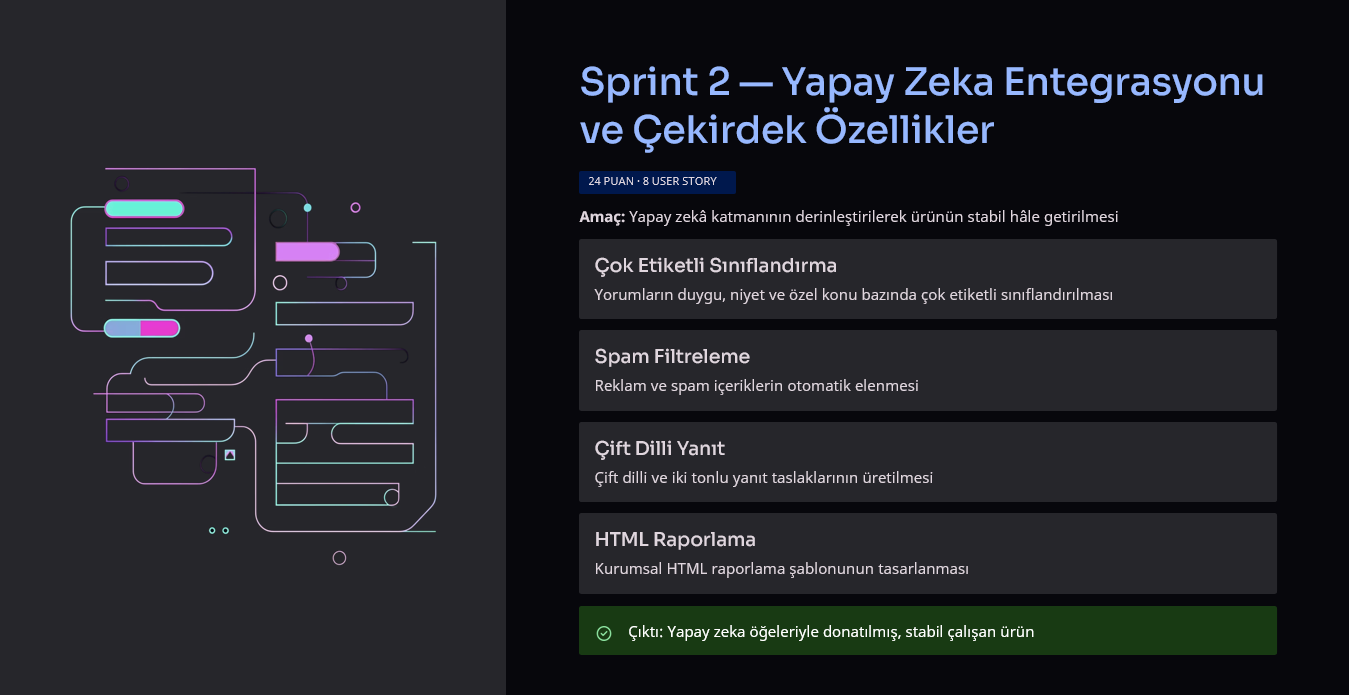 Sprint 2 — Yapay Zeka Entegrasyonu
ve Çekirdek Özellikler
24 PUAN · 8 USER STORY
Amaç: Yapay zekâ katmanının derinleştirilerek ürünün stabil hâle getirilmesi
Çok Etiketli Sınıflandırma
Yorumların duygu, niyet ve özel konu bazında çok etiketli sınıflandırılması
Spam Filtreleme
Reklam ve spam içeriklerin otomatik elenmesi
Çift Dilli Yanıt
Çift dilli ve iki tonlu yanıt taslaklarının üretilmesi
HTML Raporlama
Kurumsal HTML raporlama şablonunun tasarlanması
Çıktı: Yapay zeka öğeleriyle donatılmış, stabil çalışan ürün